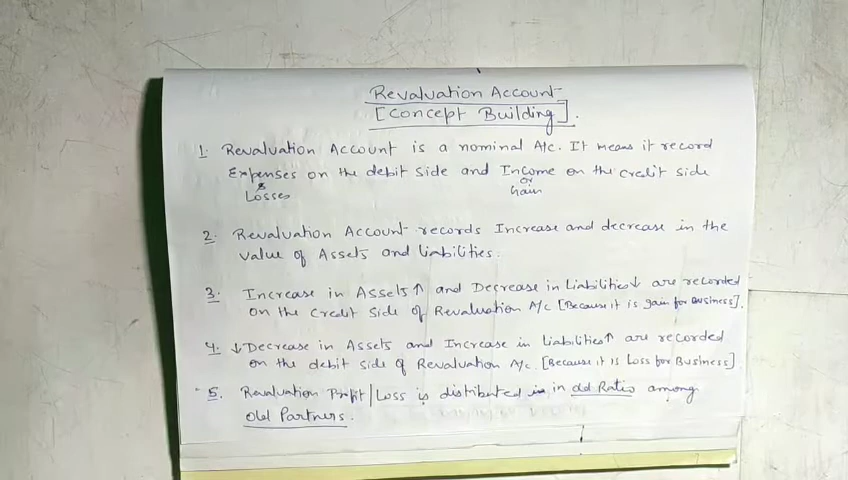 Revaluation Account
[Concept Building].
1. Revaluation Account is a nominal A/c. It means it record
Expenses on the debit side and Income on the credit side
& Losses
or Gain
2. Revaluation Account records Increase and decrease in the
value of Assets and liabilities.
3. Increase in Assets↑ and Decrease in Liabilities↓ are recorded
on the Credit side of Revaluation A/c [Because it is gain for Business].
4. ↓Decrease in Assets and Increase in Liabilities↑ are recorded
on the debit side of Revaluation A/c. [Because it is Loss for Business]
5. Revaluation Profit/Loss is distributed in old Ratio among
old Partners.